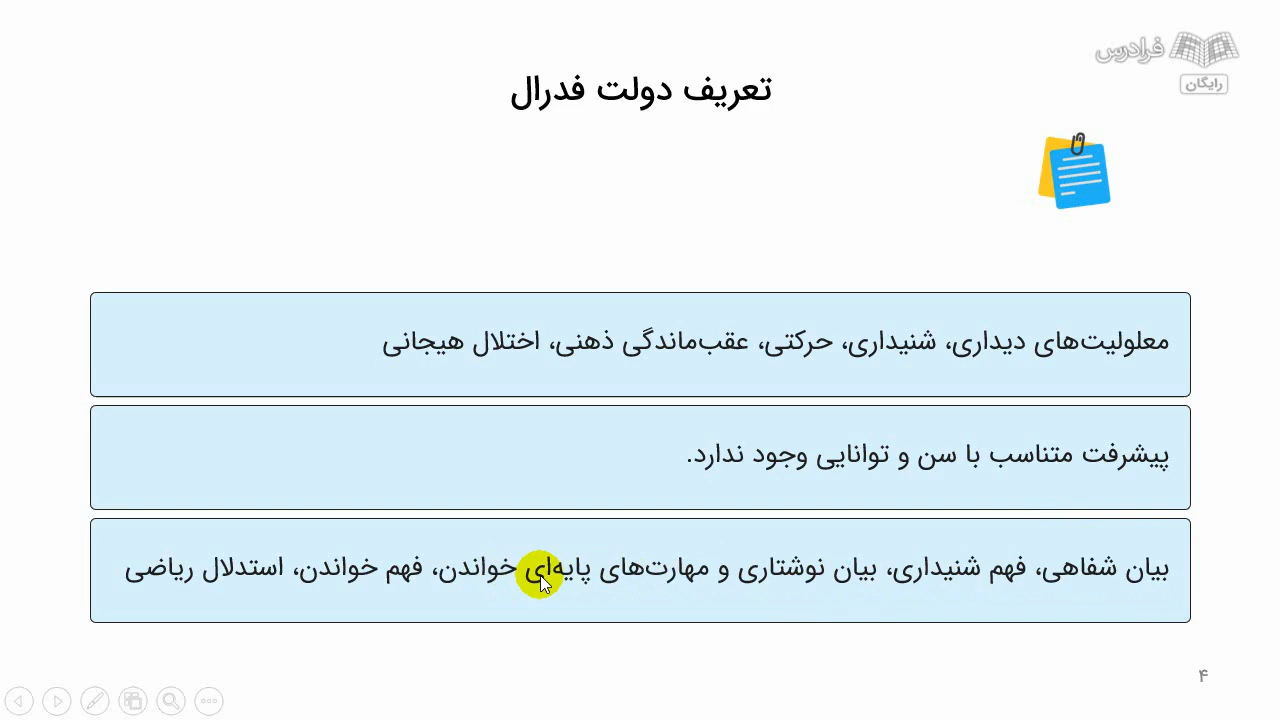 فرادرس
رایگان
تعریف دولت فدرال
معلولیت‌های دیداری، شنیداری، حرکتی، عقب‌ماندگی ذهنی، اختلال هیجانی
پیشرفت متناسب با سن و توانایی وجود ندارد.
بیان شفاهی، فهم شنیداری، بیان نوشتاری و مهارت‌های پایه‌ای خواندن، فهم خواندن، استدلال ریاضی
۴